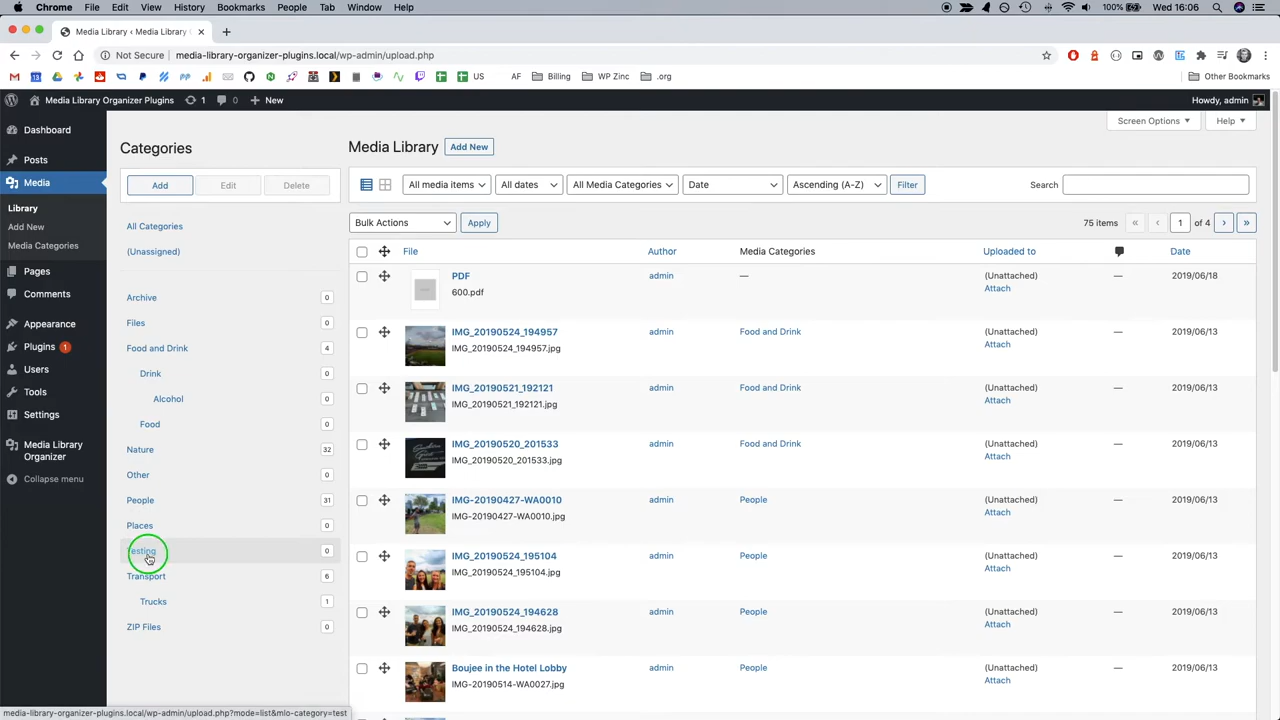 Chrome File Edit View History Bookmarks People Tab Window Help 100% Wed 16:06
Media Library ‹ Media Library
Not Secure media-library-organizer-plugins.local/wp-admin/upload.php
US AF Billing WP Zinc .org Other Bookmarks
Media Library Organizer Plugins 1 0 New Howdy, admin
Screen Options Help
Dashboard
Posts
Media
Library
Add New
Media Categories
Pages
Comments
Appearance
Plugins 1
Users
Tools
Settings
Media Library
Organizer
Collapse menu
Categories
Add Edit Delete
All Categories
(Unassigned)
Archive 0
Files 0
Food and Drink 4
Drink 0
Alcohol 0
Food 0
Nature 32
Other 0
People 31
Places 0
Testing 0
Transport 6
Trucks 1
ZIP Files 0
Media Library Add New
All media items All dates All Media Categories Date Ascending (A-Z) Filter Search
Bulk Actions Apply 75 items « ‹ 1 of 4 › »
File Author Media Categories Uploaded to Date
PDF admin — (Unattached) — 2019/06/18
600.pdf Attach
IMG_20190524_194957 admin Food and Drink (Unattached) — 2019/06/13
IMG_20190524_194957.jpg Attach
IMG_20190521_192121 admin Food and Drink (Unattached) — 2019/06/13
IMG_20190521_192121.jpg Attach
IMG_20190520_201533 admin Food and Drink (Unattached) — 2019/06/13
IMG_20190520_201533.jpg Attach
IMG-20190427-WA0010 admin People (Unattached) — 2019/06/13
IMG-20190427-WA0010.jpg Attach
IMG_20190524_195104 admin People (Unattached) — 2019/06/13
IMG_20190524_195104.jpg Attach
IMG_20190524_194628 admin People (Unattached) — 2019/06/13
IMG_20190524_194628.jpg Attach
Boujee in the Hotel Lobby admin People (Unattached) — 2019/06/13
IMG-20190514-WA0027.jpg Attach
media-library-organizer-plugins.local/wp-admin/upload.php?mode=list&mlo-category=test